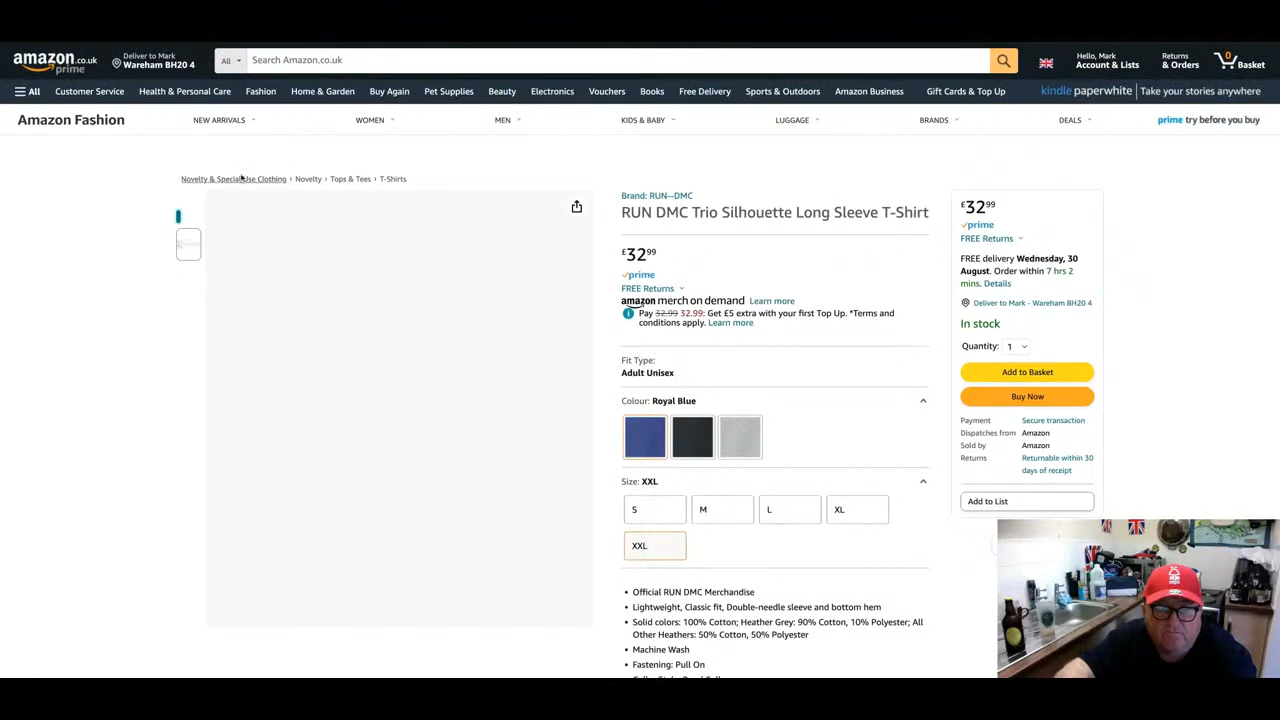 amazon.co.uk
prime
Deliver to Mark
Wareham BH20 4
All
Search Amazon.co.uk
Hello, Mark
Account & Lists
Returns
& Orders
0
Basket
All
Customer Service
Health & Personal Care
Fashion
Home & Garden
Buy Again
Pet Supplies
Beauty
Electronics
Vouchers
Books
Free Delivery
Sports & Outdoors
Amazon Business
Gift Cards & Top Up
kindle paperwhite | Take your stories anywhere
Amazon Fashion
NEW ARRIVALS
WOMEN
MEN
KIDS & BABY
LUGGAGE
BRANDS
DEALS
prime try before you buy
Novelty & Special Use Clothing › Novelty › Tops & Tees › T-Shirts
Brand: RUN--DMC
RUN DMC Trio Silhouette Long Sleeve T-Shirt
£32⁹⁹
prime
FREE Returns
amazon merch on demand Learn more
Pay 32.99 32.99: Get £5 extra with your first Top Up. *Terms and
conditions apply. Learn more
Fit Type:
Adult Unisex
Colour: Royal Blue
Size: XXL
S
M
L
XL
XXL
• Official RUN DMC Merchandise
• Lightweight, Classic fit, Double-needle sleeve and bottom hem
• Solid colors: 100% Cotton; Heather Grey: 90% Cotton, 10% Polyester; All
Other Heathers: 50% Cotton, 50% Polyester
• Machine Wash
• Fastening: Pull On
£32⁹⁹
prime
FREE Returns
FREE delivery Wednesday, 30
August. Order within 7 hrs 2
mins. Details
Deliver to Mark - Wareham BH20 4
In stock
Quantity: 1
Add to Basket
Buy Now
Payment Secure transaction
Dispatches from Amazon
Sold by Amazon
Returns Returnable within 30
days of receipt
Add to List